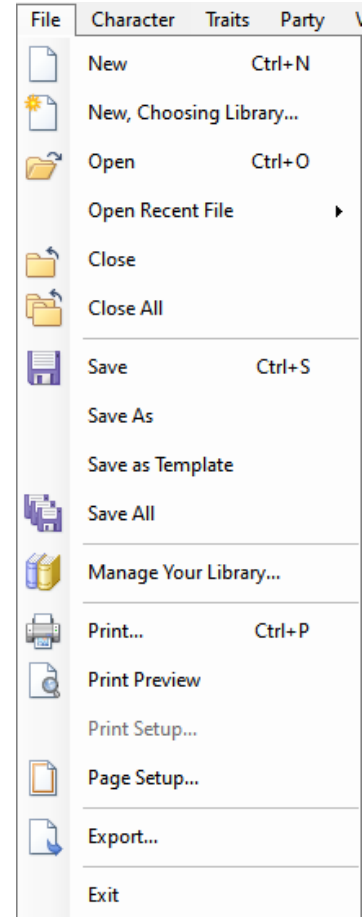 File Character Traits Party
New Ctrl+N
New, Choosing Library...
Open Ctrl+O
Open Recent File
Close
Close All
Save Ctrl+S
Save As
Save as Template
Save All
Manage Your Library...
Print... Ctrl+P
Print Preview
Print Setup...
Page Setup...
Export...
Exit